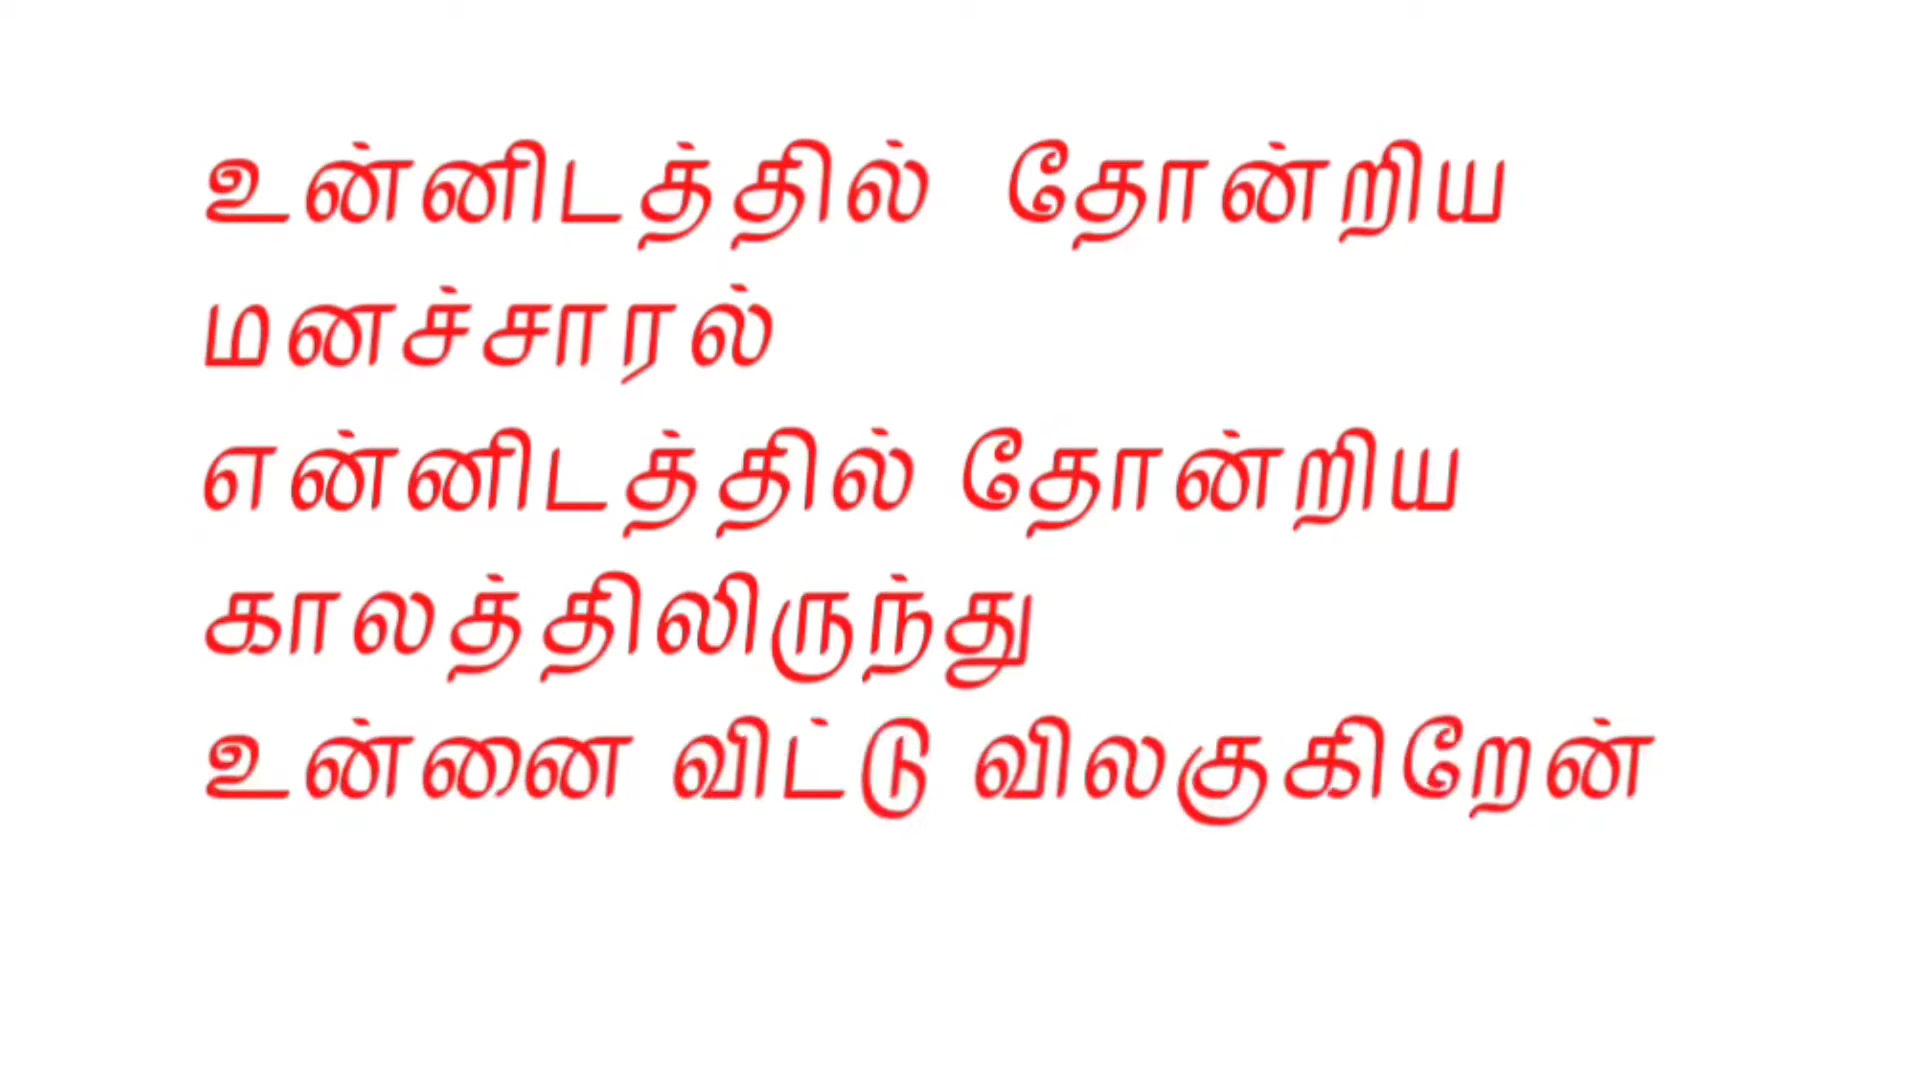 உன்னிடத்தில் தோன்றிய
மனச்சாரல்
என்னிடத்தில் தோன்றிய
காலத்திலிருந்து
உன்னை விட்டு விலகுகிறேன்